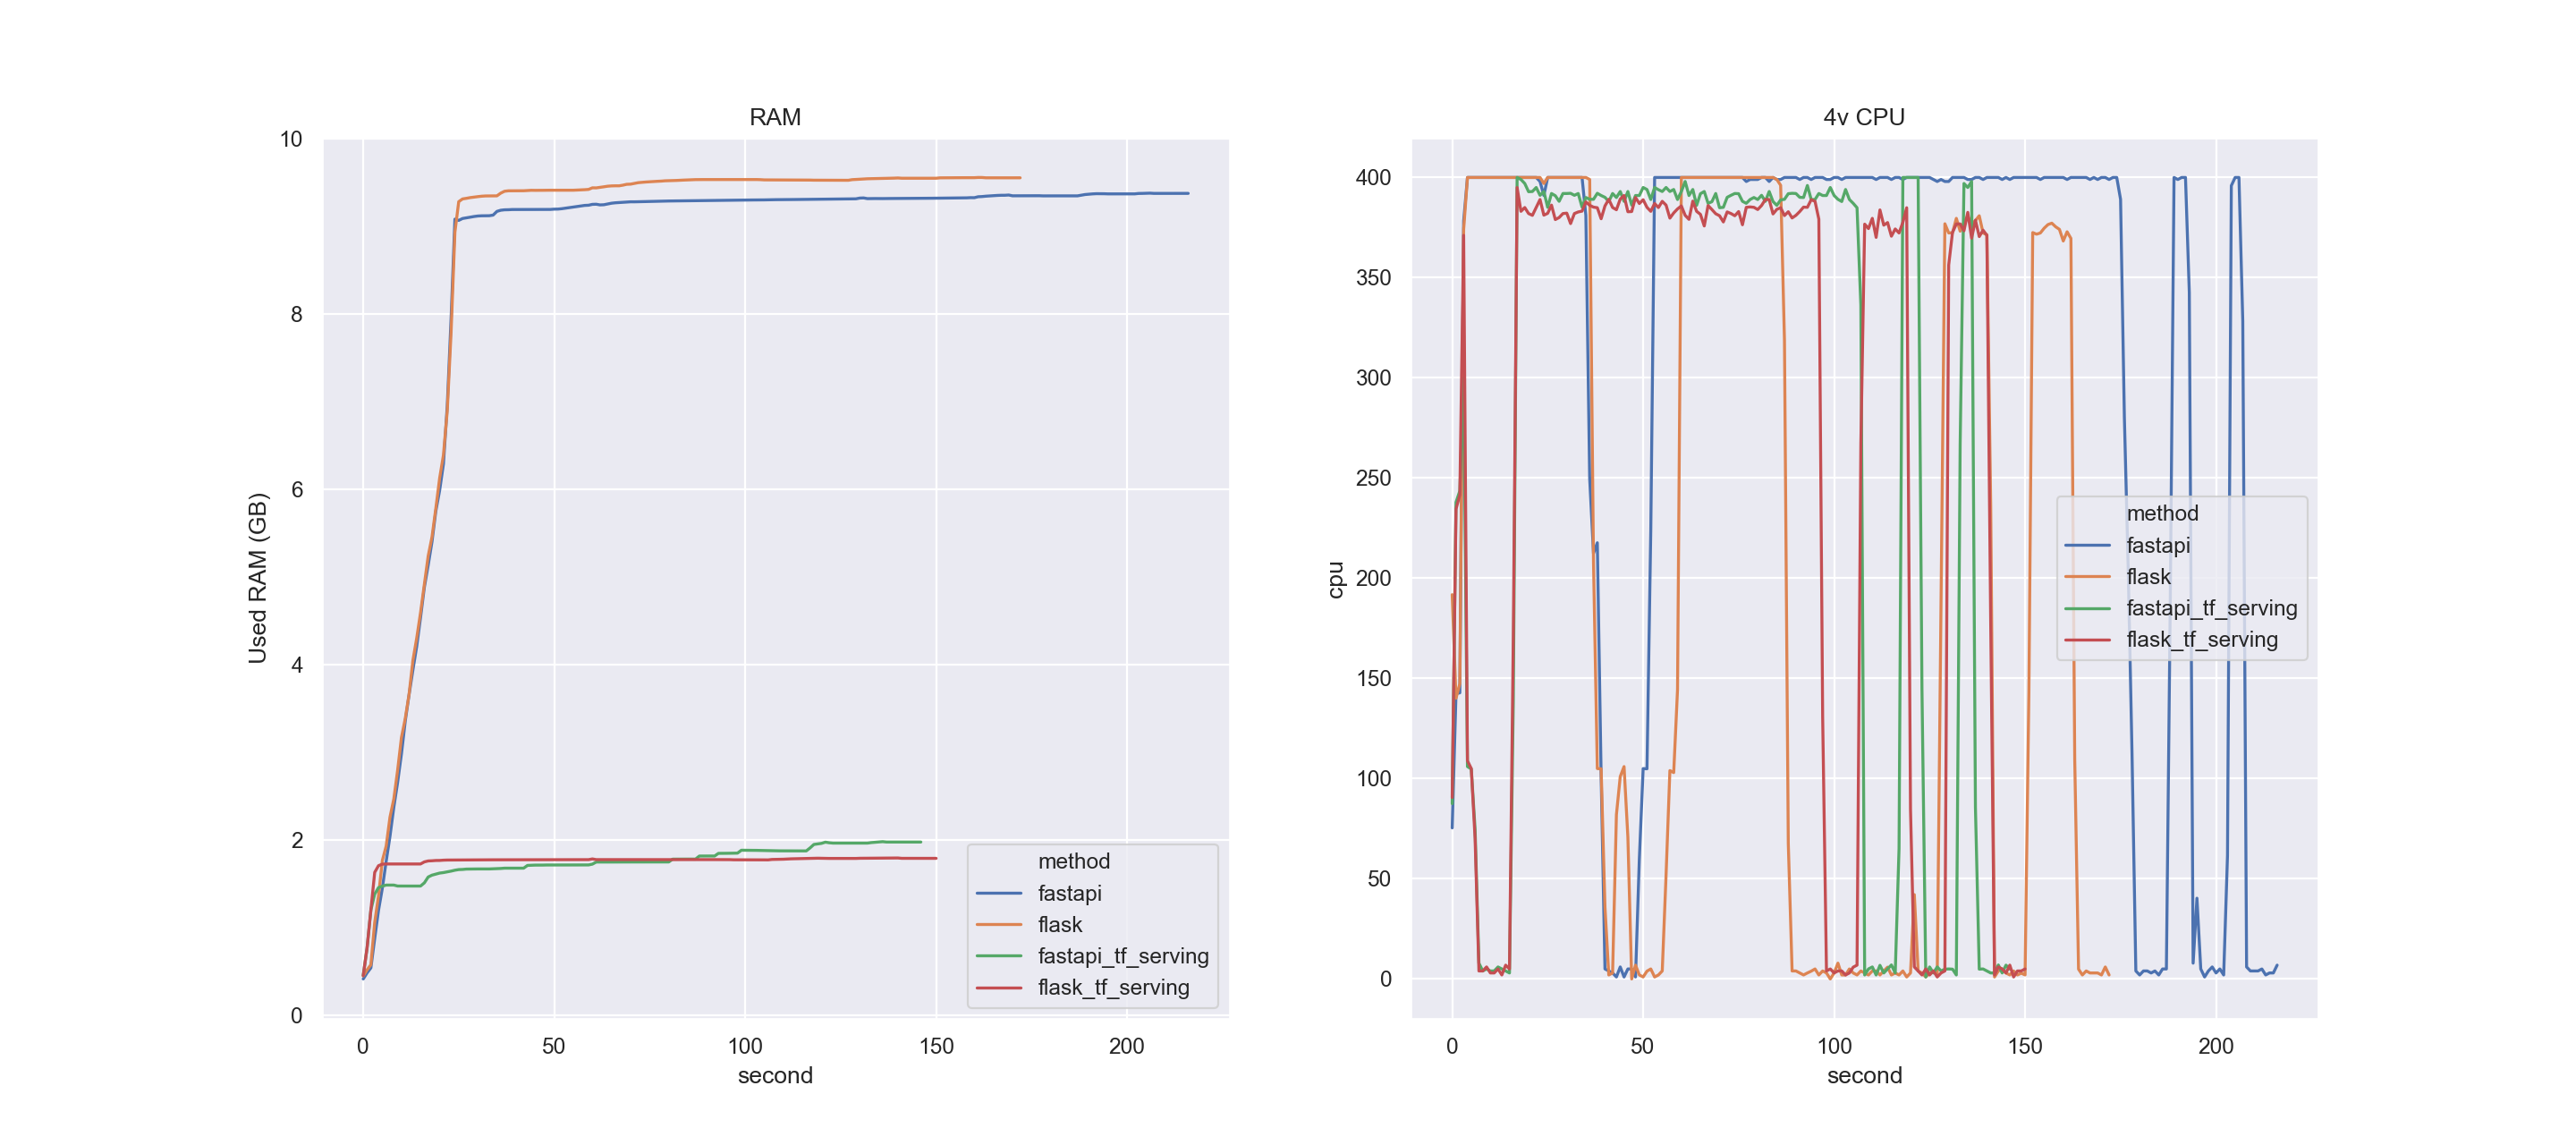 RAM
10
8
6
4
2
0
Used RAM (GB)
0 50 100 150 200
second
method
fastapi
flask
fastapi_tf_serving
flask_tf_serving
4v CPU
400
350
300
250
200
150
100
50
0
cpu
0 50 100 150 200
second
method
fastapi
flask
fastapi_tf_serving
flask_tf_serving